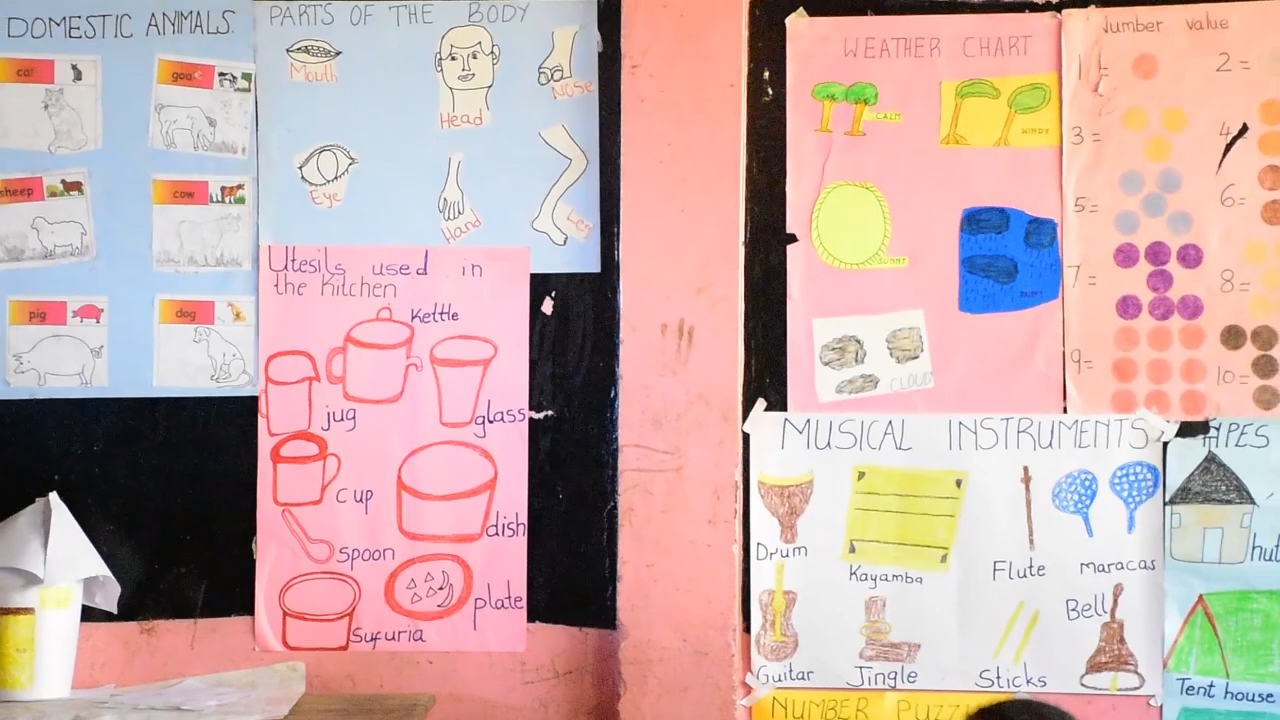 DOMESTIC ANIMALS.
cat
goat
sheep
cow
pig
dog
PARTS OF THE BODY
Mouth
Head
Nose
Eye
Hand
Leg
Utesils used in
the Kitchen
Kettle
jug
glass
cup
dish
spoon
plate
Sufuria
WEATHER CHART
CALM
WINDY
SUNNY
RAINY
CLOUD
Number value
1=
2=
3=
4
5=
6=
7=
8=
9=
10=
MUSICAL INSTRUMENTS
Drum
Kayamba
Flute
maracas
Guitar
Jingle
Sticks
Bell
hut
Tent house
NUMBER